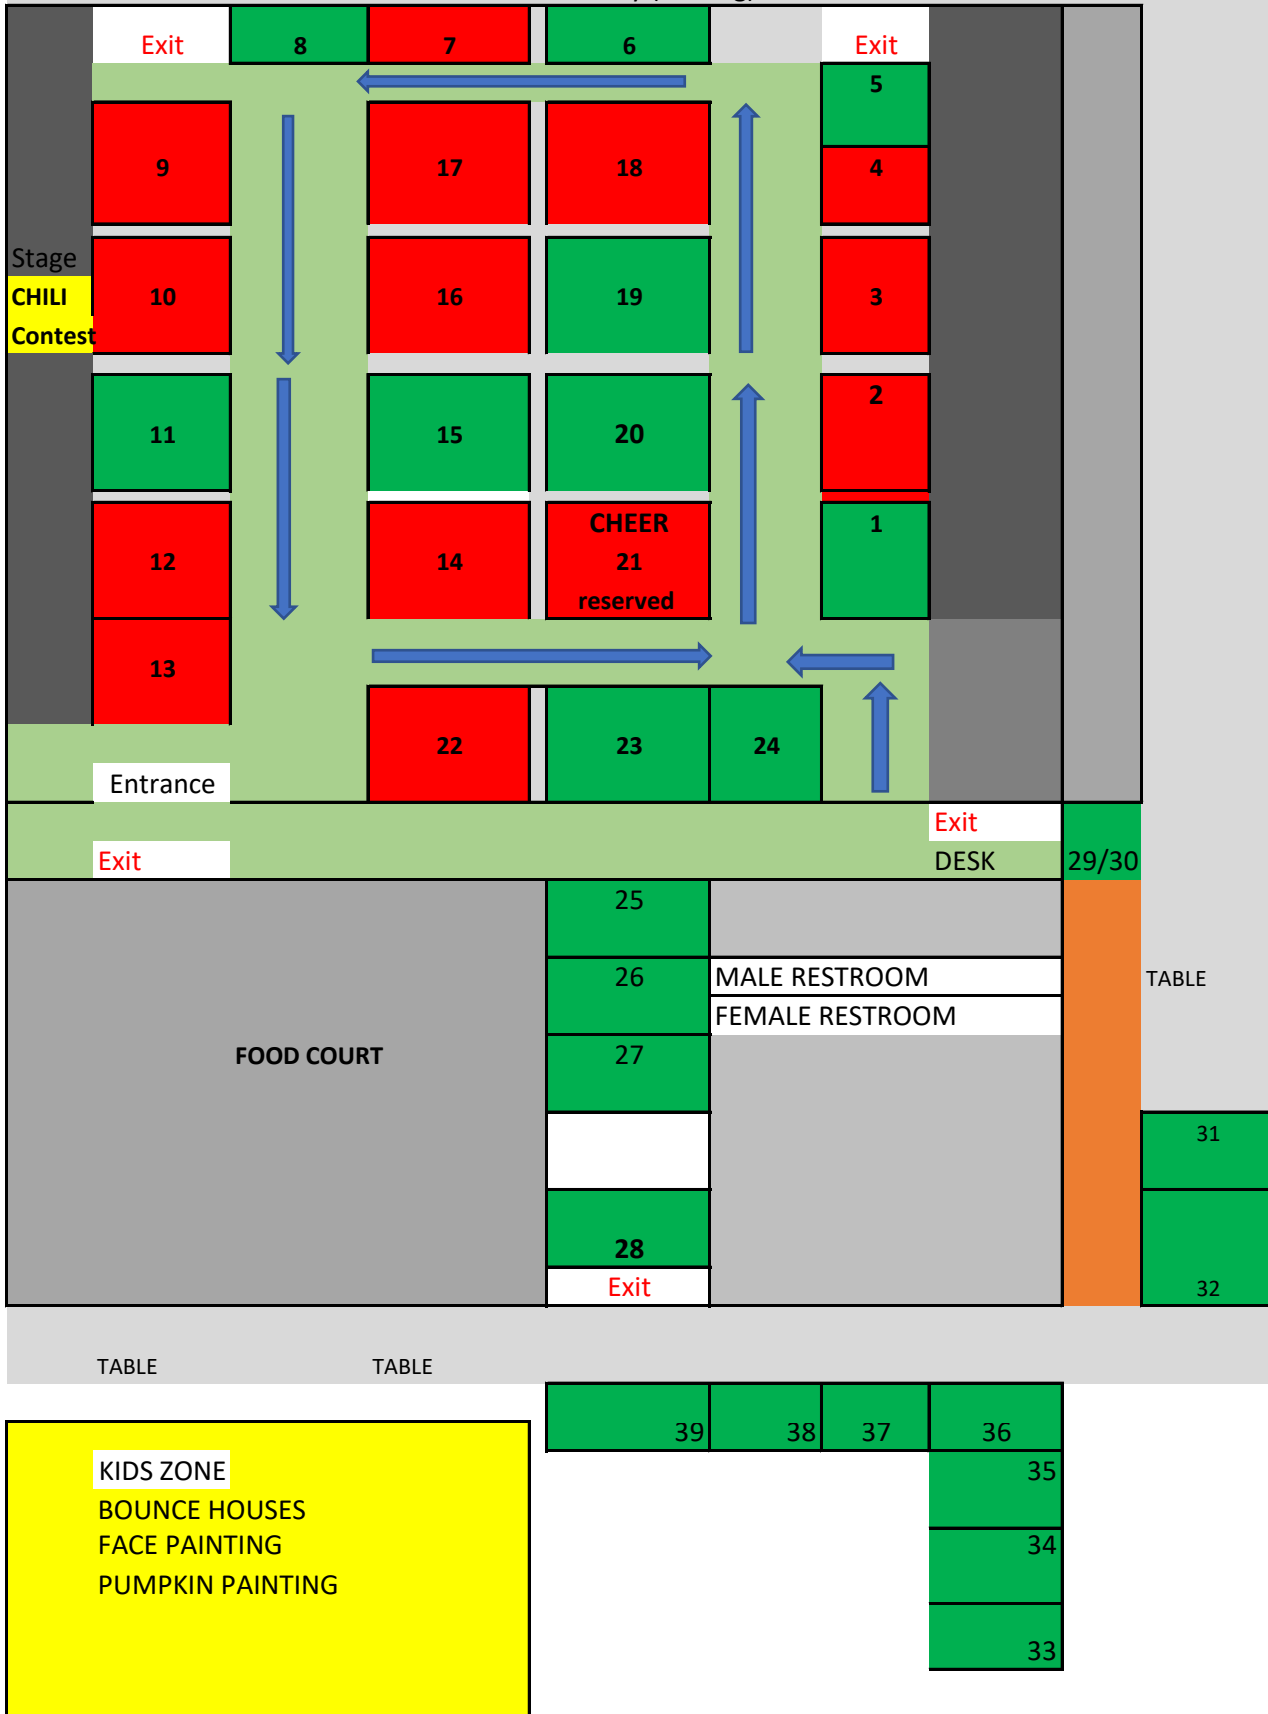 Exit 8 7 6 Exit
5
9 17 18 4
Stage
CHILI 10 16 19 3
Contest
2
11 15 20
CHEER 1
12 14 21
reserved
13
22 23 24
Entrance
Exit
Exit DESK 29/30
25
26 MALE RESTROOM TABLE
FEMALE RESTROOM
FOOD COURT 27
31
28
Exit 32
TABLE TABLE
39 38 37 36
KIDS ZONE 35
BOUNCE HOUSES
FACE PAINTING 34
PUMPKIN PAINTING
33